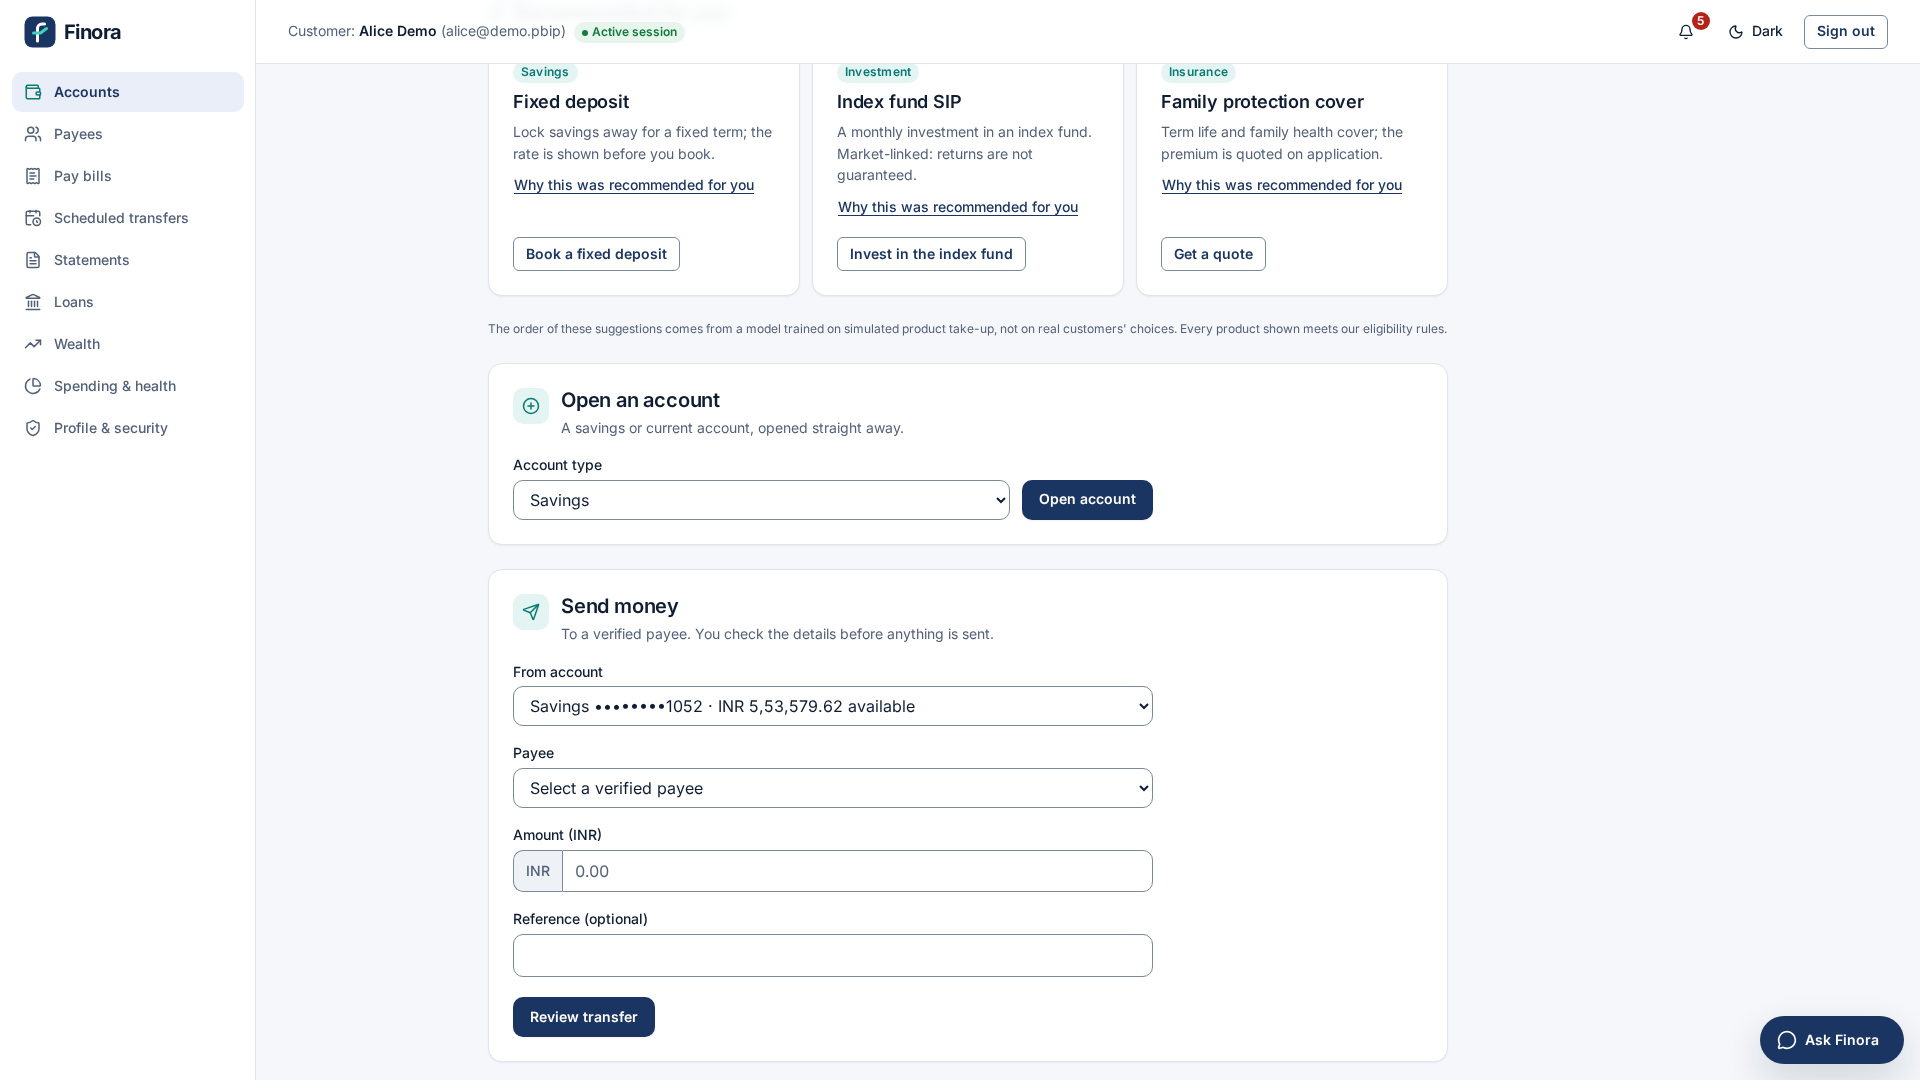 Finora
Customer: Alice Demo (alice@demo.pbip)
Active session
5
Dark
Sign out
Accounts
Payees
Pay bills
Scheduled transfers
Statements
Loans
Wealth
Spending & health
Profile & security
Savings
Fixed deposit
Lock savings away for a fixed term; the
rate is shown before you book.
Why this was recommended for you
Book a fixed deposit
Investment
Index fund SIP
A monthly investment in an index fund.
Market-linked: returns are not
guaranteed.
Why this was recommended for you
Invest in the index fund
Insurance
Family protection cover
Term life and family health cover; the
premium is quoted on application.
Why this was recommended for you
Get a quote
The order of these suggestions comes from a model trained on simulated product take-up, not on real customers' choices. Every product shown meets our eligibility rules.
Open an account
A savings or current account, opened straight away.
Account type
Savings
Open account
Send money
To a verified payee. You check the details before anything is sent.
From account
Savings ••••••••1052 · INR 5,53,579.62 available
Payee
Select a verified payee
Amount (INR)
INR
0.00
Reference (optional)
Review transfer
Ask Finora